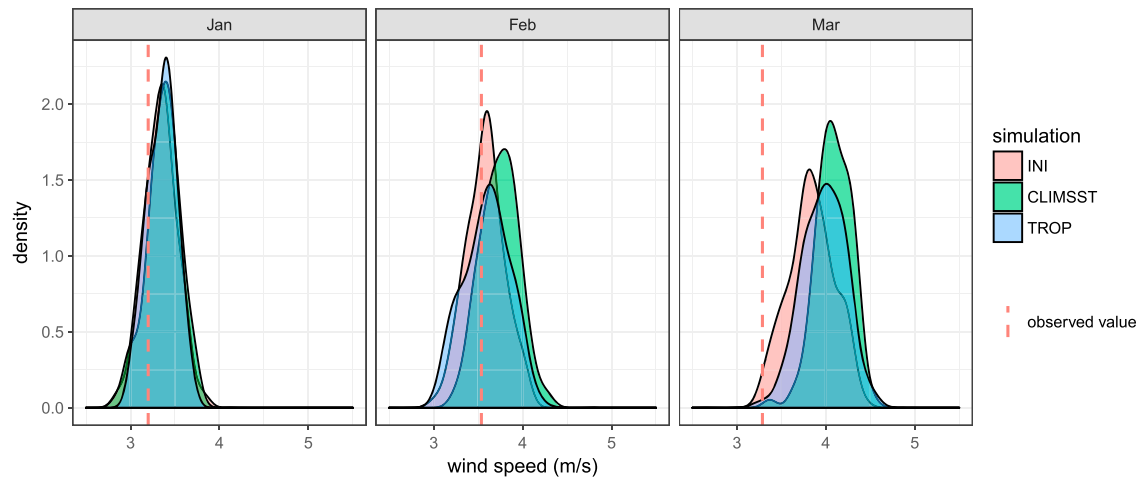 Jan
Feb
Mar
density
2.0
1.5
1.0
0.5
0.0
3 4 5
3 4 5
3 4 5
wind speed (m/s)
simulation
INI
CLIMSST
TROP
observed value